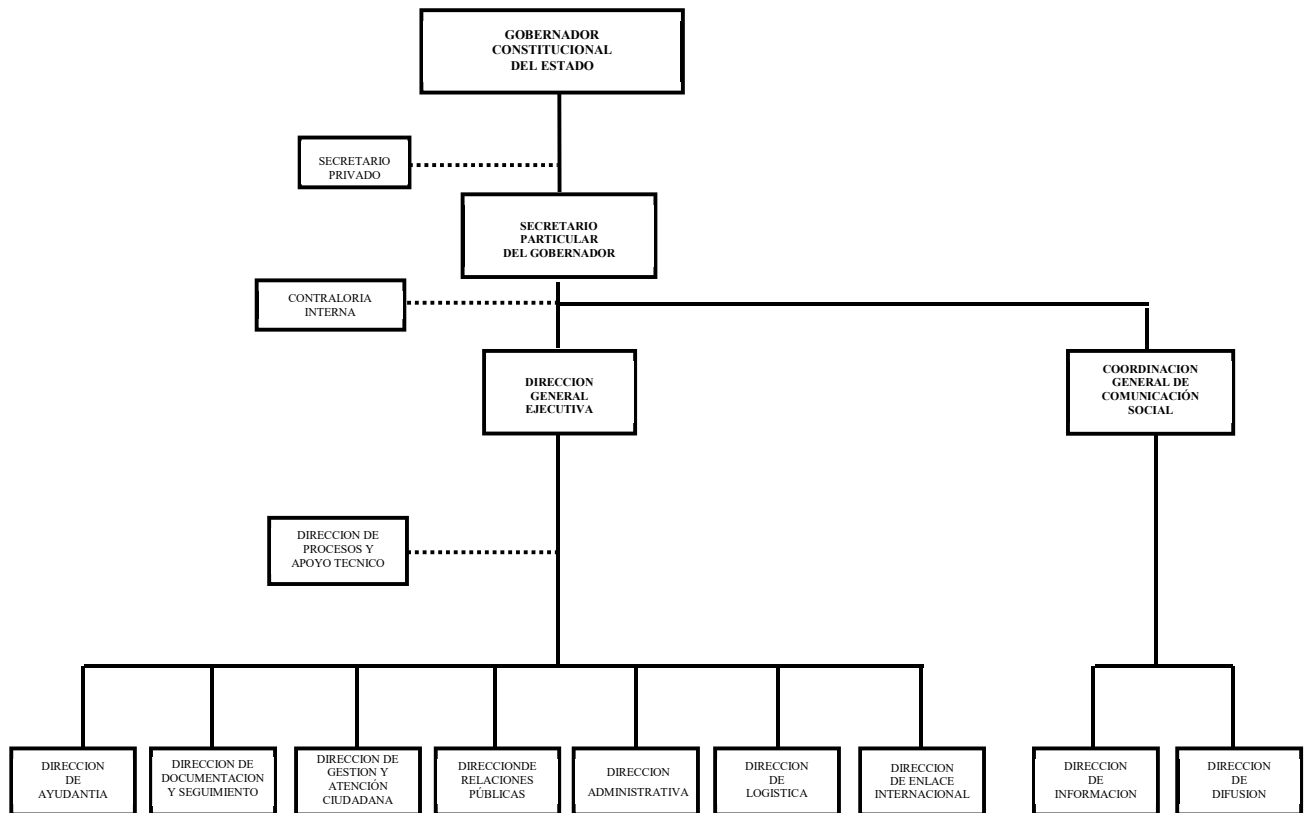 GOBERNADOR
CONSTITUCIONAL
DEL ESTADO
SECRETARIO
PRIVADO
SECRETARIO
PARTICULAR
DEL GOBERNADOR
CONTRALORIA
INTERNA
DIRECCION
GENERAL
EJECUTIVA
COORDINACION
GENERAL DE
COMUNICACIÓN
SOCIAL
DIRECCION DE
PROCESOS Y
APOYO TECNICO
DIRECCION
DE
AYUDANTIA
DIRECCION DE
DOCUMENTACION
Y SEGUIMIENTO
DIRECCION DE
GESTION Y
ATENCIÓN
CIUDADANA
DIRECCIONDE
RELACIONES
PÚBLICAS
DIRECCION
ADMINISTRATIVA
DIRECCION
DE
LOGISTICA
DIRECCION
DE ENLACE
INTERNACIONAL
DIRECCION
DE
INFORMACION
DIRECCION
DE
DIFUSION